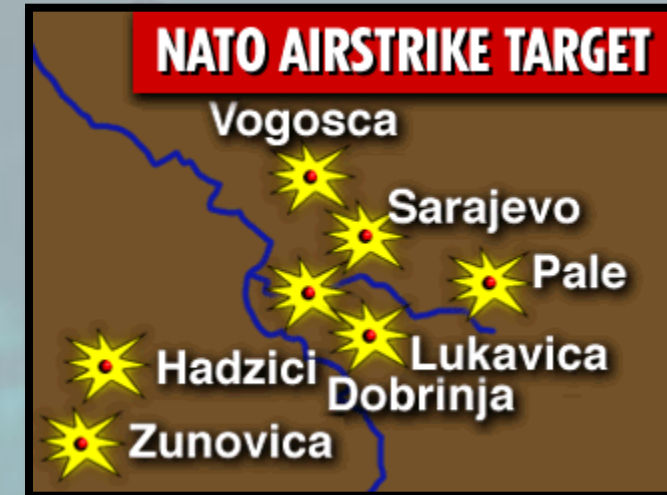 NATO AIRSTRIKE TARGET
Vogosca
Sarajevo
Pale
Lukavica
Hadzici
Dobrinja
Zunovica